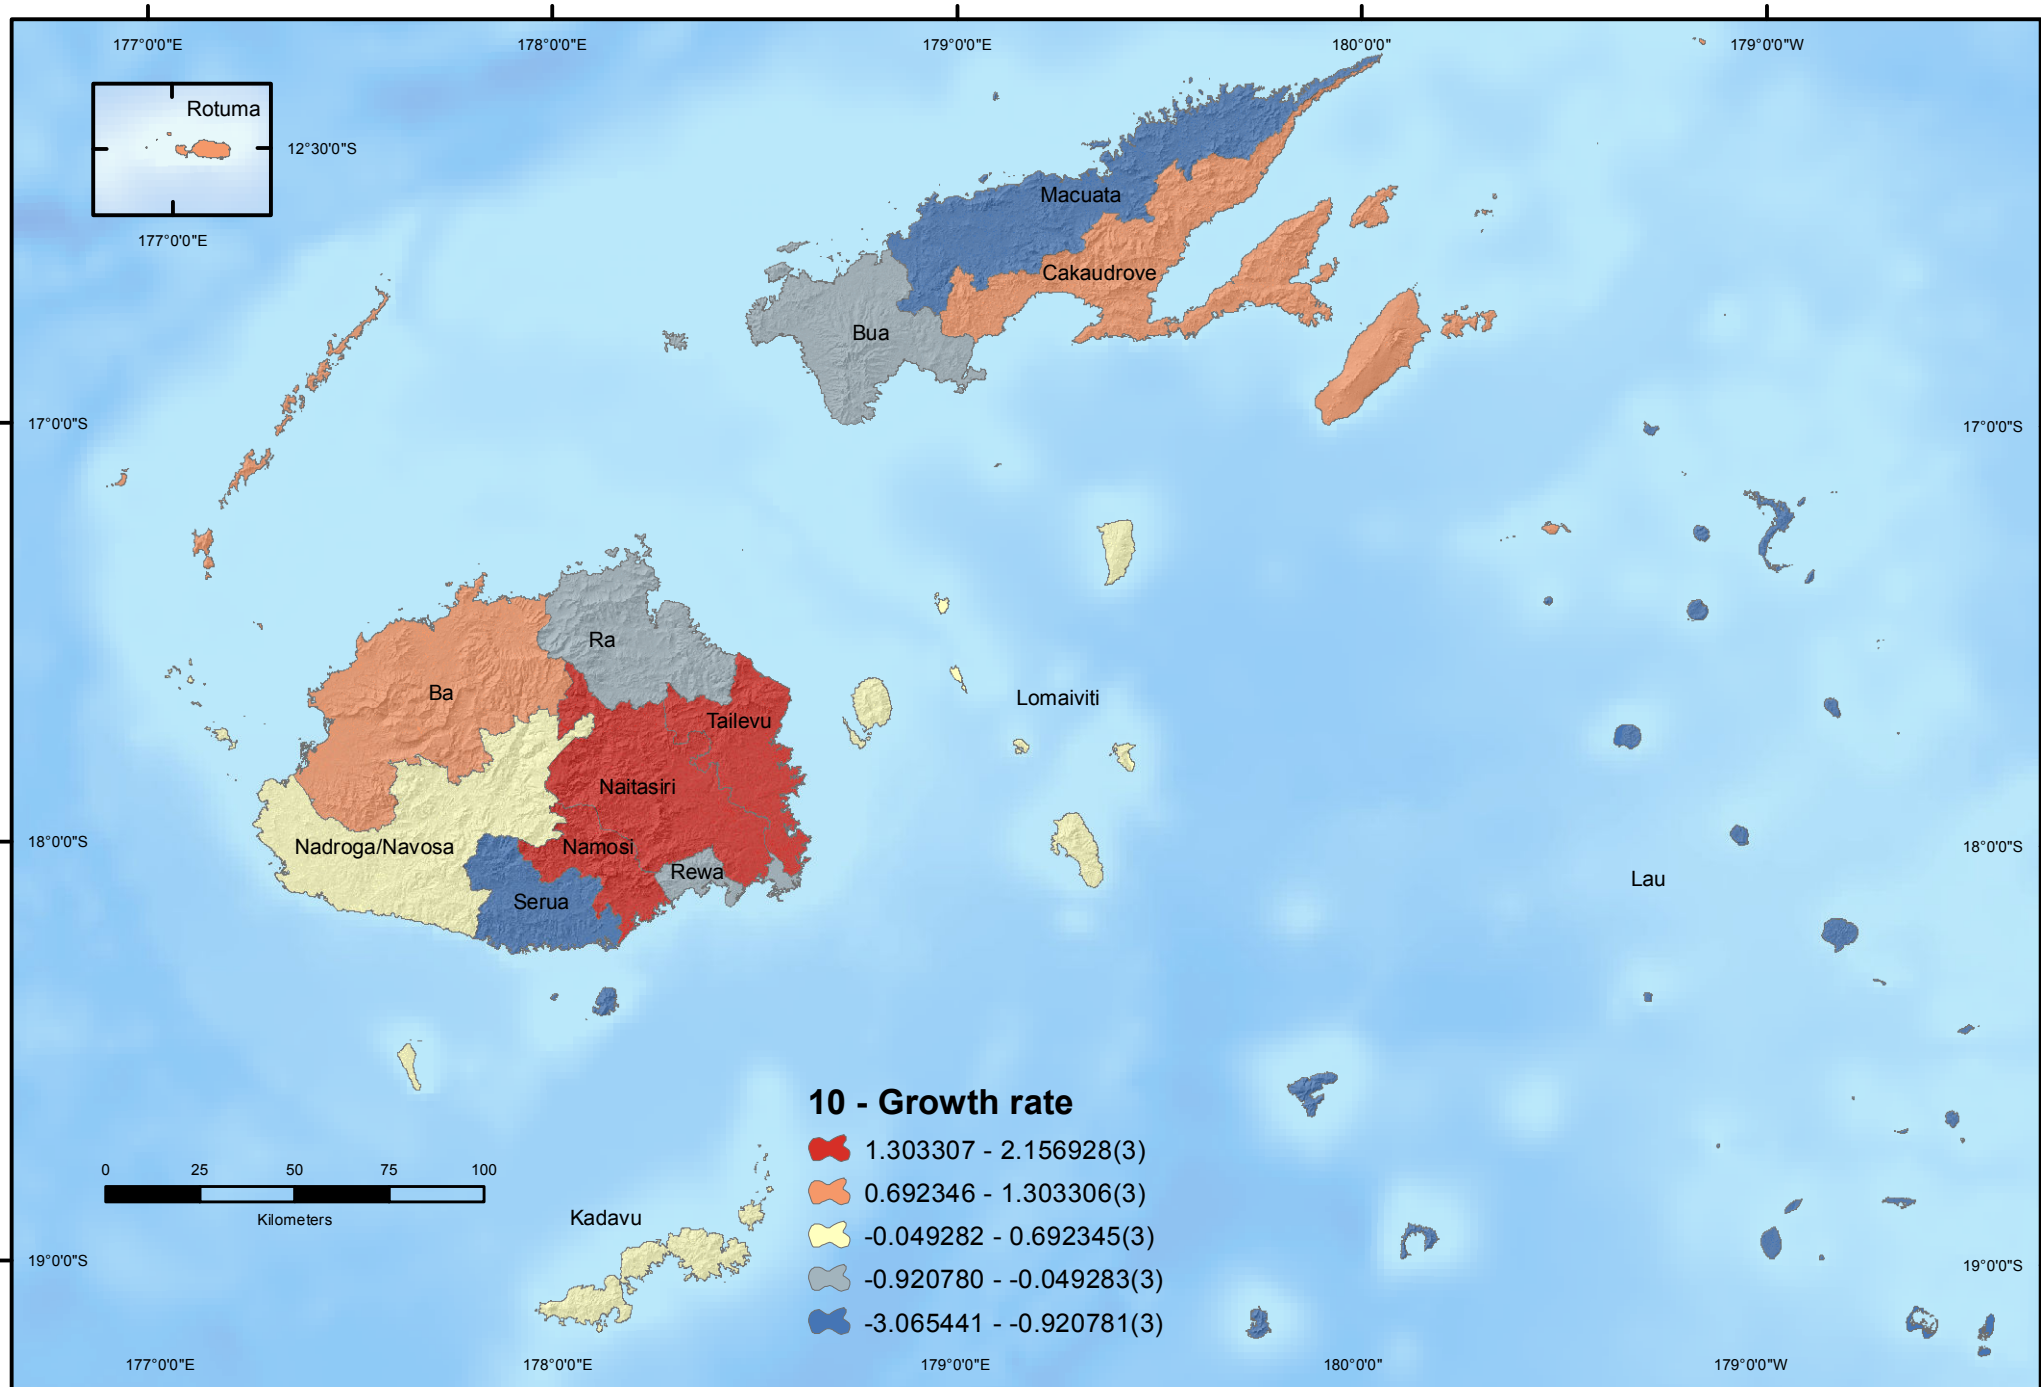 177°0'0"E
178°0'0"E
179°0'0"E
180°0'0"
179°0'0"W
Rotuma
12°30'0"S
177°0'0"E
Macuata
Cakaudrove
Bua
17°0'0"S
17°0'0"S
Ra
Ba
Lomaiviti
Tailevu
Naitasiri
Nadroga/Navosa
Namosi
18°0'0"S
18°0'0"S
Rewa
Lau
Serua
10 - Growth rate
1.303307 - 2.156928(3)
0.692346 - 1.303306(3)
-0.049282 - 0.692345(3)
-0.920780 - -0.049283(3)
-3.065441 - -0.920781(3)
0 25 50 75 100
Kilometers
Kadavu
19°0'0"S
19°0'0"S
177°0'0"E
178°0'0"E
179°0'0"E
180°0'0"
179°0'0"W